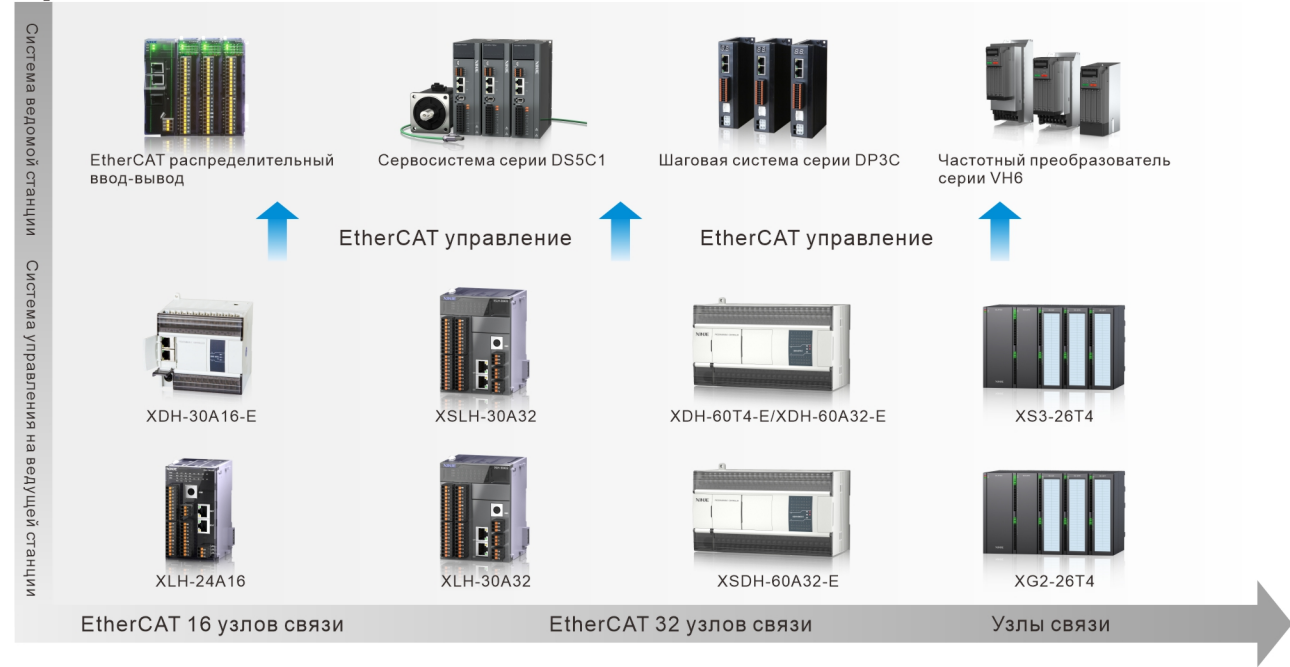 Система ведомой станции
EtherCAT распределительный
ввод-вывод
Сервосистема серии DS5C1
Шаговая система серии DP3C
Частотный преобразователь
серии VH6
EtherCAT управление
EtherCAT управление
Система управления на ведущей станции
XDH-30A16-E
XSLH-30A32
XDH-60T4-E/XDH-60A32-E
XS3-26T4
XLH-24A16
XLH-30A32
XSDH-60A32-E
XG2-26T4
EtherCAT 16 узлов связи
EtherCAT 32 узлов связи
Узлы связи